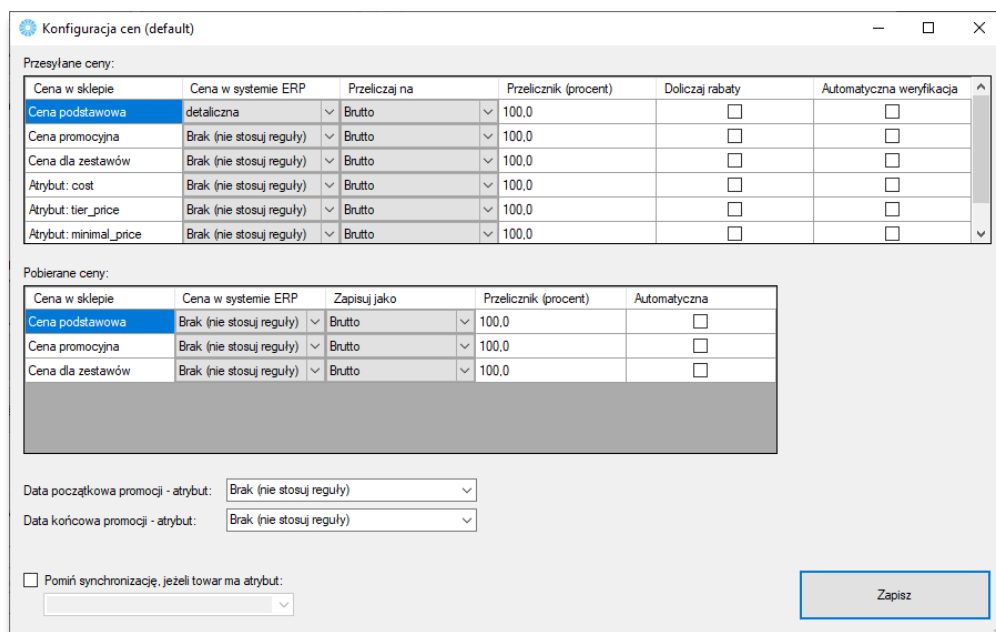 Konfiguracja cen (default)
Przesyłane ceny:
Cena w sklepie Cena w systemie ERP Przeliczaj na Przelicznik (procent) Doliczaj rabaty Automatyczna weryfikacja
Cena podstawowa detaliczna Brutto 100,0
Cena promocyjna Brak (nie stosuj reguły) Brutto 100,0
Cena dla zestawów Brak (nie stosuj reguły) Brutto 100,0
Atrybut: cost Brak (nie stosuj reguły) Brutto 100,0
Atrybut: tier_price Brak (nie stosuj reguły) Brutto 100,0
Atrybut: minimal_price Brak (nie stosuj reguły) Brutto 100,0
Pobierane ceny:
Cena w sklepie Cena w systemie ERP Zapisuj jako Przelicznik (procent) Automatyczna
Cena podstawowa Brak (nie stosuj reguły) Brutto 100,0
Cena promocyjna Brak (nie stosuj reguły) Brutto 100,0
Cena dla zestawów Brak (nie stosuj reguły) Brutto 100,0
Data początkowa promocji - atrybut: Brak (nie stosuj reguły)
Data końcowa promocji - atrybut: Brak (nie stosuj reguły)
Pomiń synchronizację, jeżeli towar ma atrybut:
Zapisz